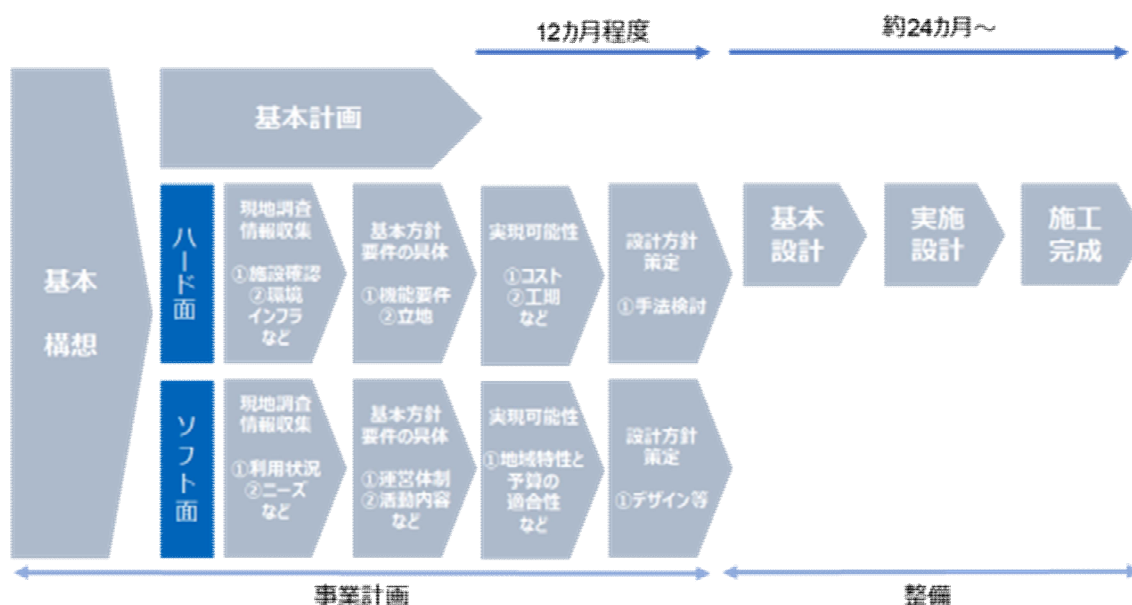 12カ月程度
約24カ月～
基本計画
基本
構想
ハード面
現地調査
情報収集
①施設確認
②環境
インフラ
など
基本方針
要件の具体
①機能要件
②立地
実現可能性
①コスト
②工期
など
設計方針
策定
①手法検討
基本
設計
実施
設計
施工
完成
ソフト面
現地調査
情報収集
①利用状況
②ニーズ
など
基本方針
要件の具体
①運営体制
②活動内容
など
実現可能性
①地域特性と
予算の
適合性
など
設計方針
策定
①デザイン等
事業計画
整備